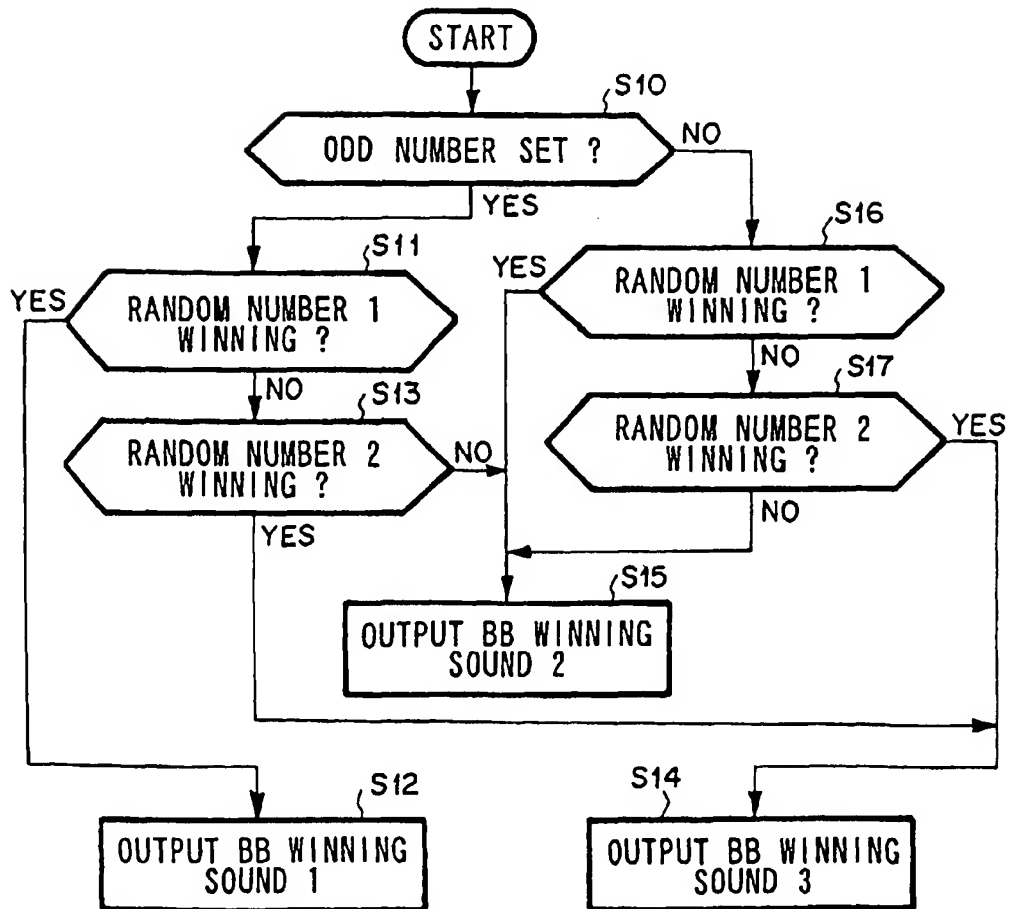 START
S10
ODD NUMBER SET ?
NO
YES
S11
S16
YES
RANDOM NUMBER 1
WINNING ?
YES
RANDOM NUMBER 1
WINNING ?
NO
S13
NO
S17
RANDOM NUMBER 2
WINNING ?
NO
RANDOM NUMBER 2
WINNING ?
YES
YES
NO
S15
OUTPUT BB WINNING
SOUND 2
S12
OUTPUT BB WINNING
SOUND 1
S14
OUTPUT BB WINNING
SOUND 3